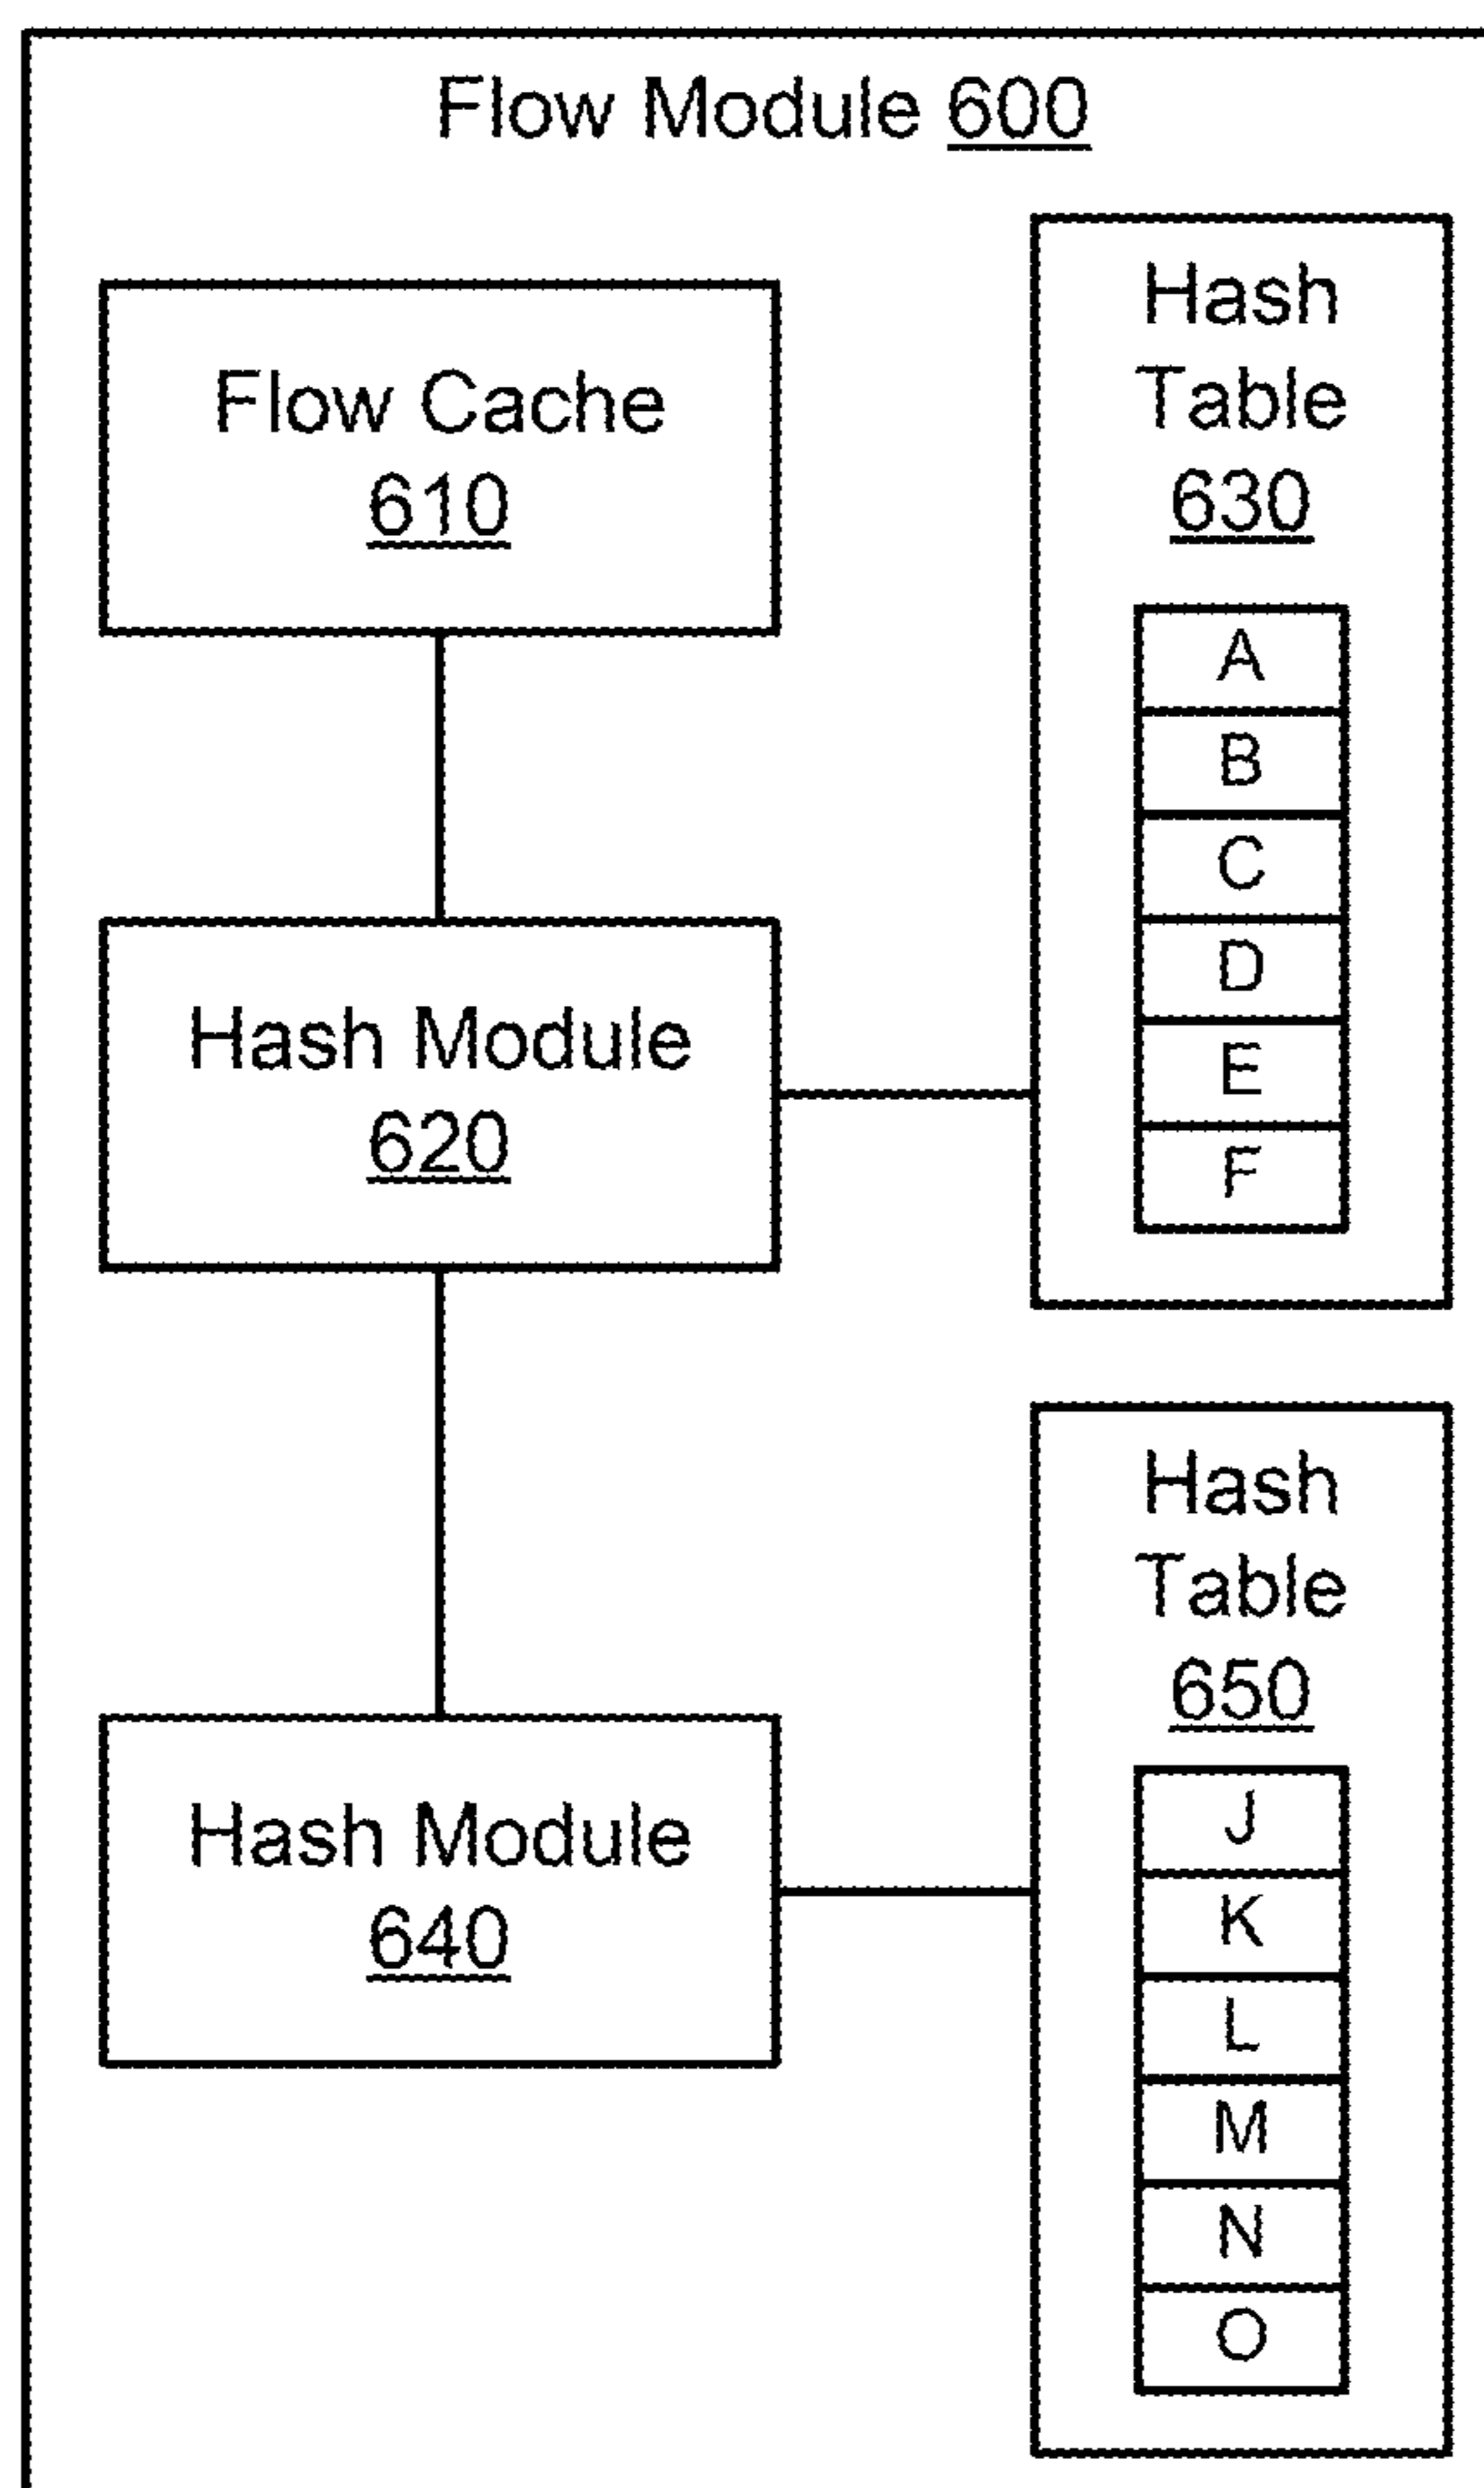 Flow Module 600
Flow Cache
610
Hash Module
620
Hash
Table
630
A
B
C
D
E
F
Hash Module
640
Hash
Table
650
J
K
L
M
N
O